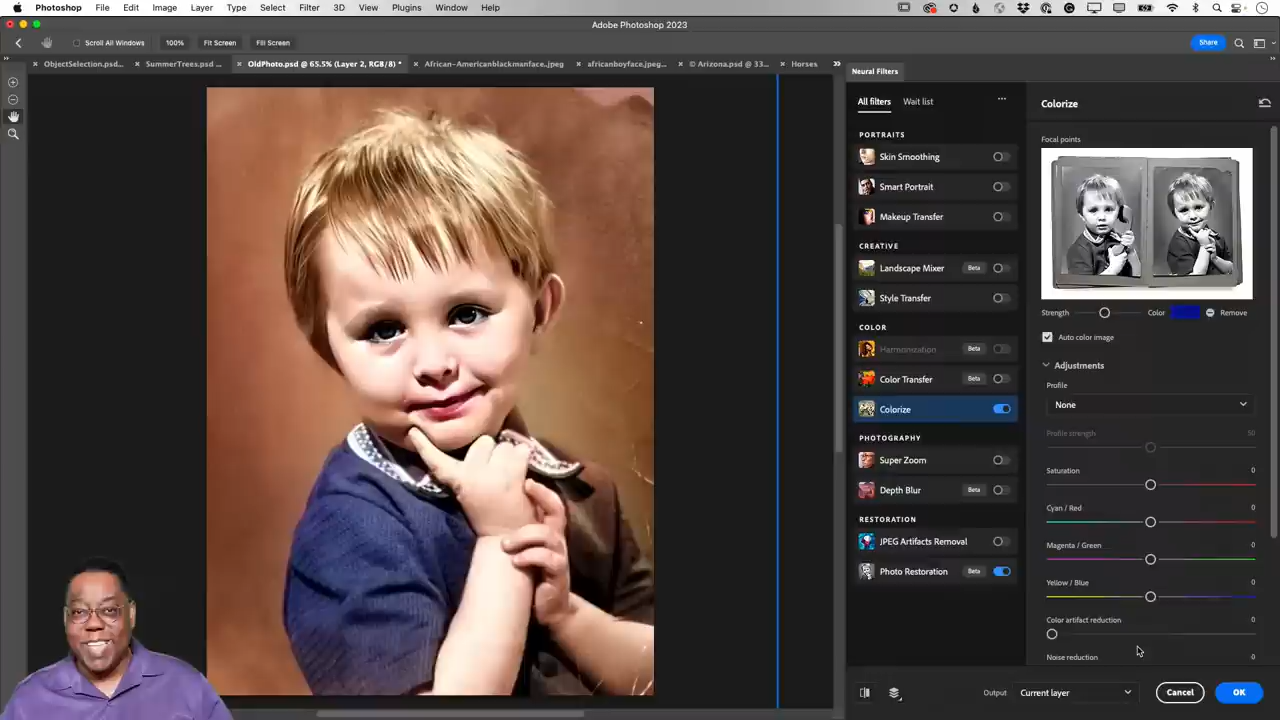 Photoshop File Edit Image Layer Type Select Filter 3D View Plugins Window Help
Adobe Photoshop 2023
Scroll All Windows 100% Fit Screen Fill Screen Share
ObjectSelection.psd... SummerTrees.psd ... OldPhoto.psd @ 65.5% (Layer 2, RGB/8) * African-Americanblackmanface.jpeg africanboyface.jpeg... © Arizona.psd @ 33... Horses
Neural Filters
All filters Wait list
PORTRAITS
Skin Smoothing
Smart Portrait
Makeup Transfer
CREATIVE
Landscape Mixer Beta
Style Transfer
COLOR
Harmonization Beta
Color Transfer Beta
Colorize
PHOTOGRAPHY
Super Zoom
Depth Blur Beta
RESTORATION
JPEG Artifacts Removal
Photo Restoration Beta
Colorize
Focal points
Strength Color Remove
Auto color image
Adjustments
Profile
None
Profile strength 50
Saturation 0
Cyan / Red 0
Magenta / Green 0
Yellow / Blue 0
Color artifact reduction 0
Noise reduction 0
Output Current layer Cancel OK